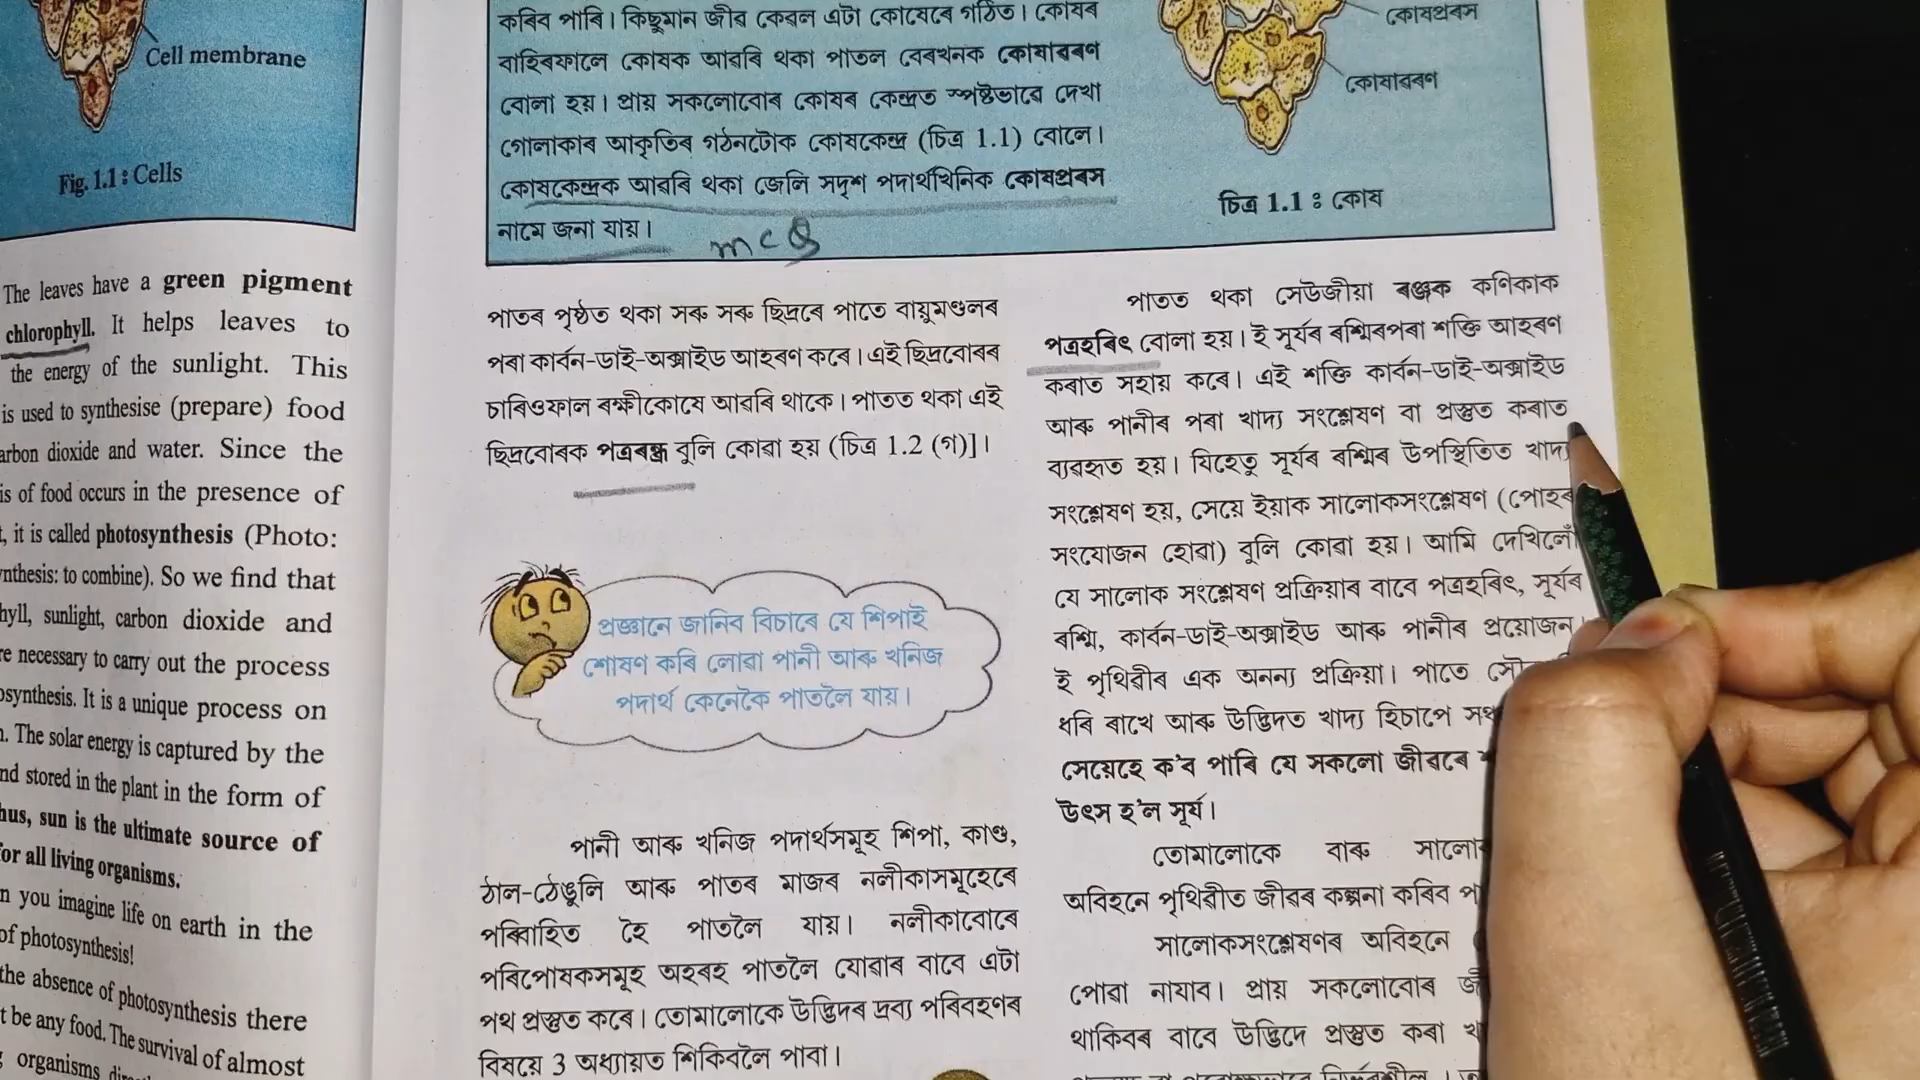 Cell membrane
Fig. 1.1 : Cells
The leaves have a green pigment
chlorophyll. It helps leaves to
the energy of the sunlight. This
is used to synthesise (prepare) food
carbon dioxide and water. Since the
is of food occurs in the presence of
, it is called photosynthesis (Photo:
nthesis: to combine). So we find that
hyll, sunlight, carbon dioxide and
re necessary to carry out the process
osynthesis. It is a unique process on
. The solar energy is captured by the
nd stored in the plant in the form of
hus, sun is the ultimate source of
for all living organisms.
n you imagine life on earth in the
of photosynthesis!
the absence of photosynthesis there
t be any food. The survival of almost
organisms
কৰিব পাৰি। কিছুমান জীৱ কেৱল এটা কোষেৰে গঠিত। কোষৰ
বাহিৰফালে কোষক আৱৰি থকা পাতল বেৰখনক কোষাৱৰণ
বোলা হয়। প্ৰায় সকলোবোৰ কোষৰ কেন্দ্ৰত স্পষ্টভাৱে দেখা
গোলাকাৰ আকৃতিৰ গঠনটোক কোষকেন্দ্ৰ (চিত্ৰ 1.1) বোলে।
কোষকেন্দ্ৰক আৱৰি থকা জেলি সদৃশ পদাৰ্থখিনিক কোষপ্ৰৰস
নামে জনা যায়।
mcQ
কোষপ্ৰৰস
কোষাৱৰণ
চিত্ৰ 1.1 : কোষ
পাতৰ পৃষ্ঠত থকা সৰু সৰু ছিদ্ৰৰে পাতে বায়ুমণ্ডলৰ
পৰা কাৰ্বন-ডাই-অক্সাইড আহৰণ কৰে। এই ছিদ্ৰবোৰৰ
চাৰিওফাল ৰক্ষীকোষে আৱৰি থাকে। পাতত থকা এই
ছিদ্ৰবোৰক পত্ৰৰন্ধ্ৰ বুলি কোৱা হয় (চিত্ৰ 1.2 (গ)]।
প্ৰজ্ঞানে জানিব বিচাৰে যে শিপাই
শোষণ কৰি লোৱা পানী আৰু খনিজ
পদাৰ্থ কেনেকৈ পাতলৈ যায়।
পানী আৰু খনিজ পদাৰ্থসমূহ শিপা, কাণ্ড,
ঠাল-ঠেঙুলি আৰু পাতৰ মাজৰ নলীকাসমূহেৰে
পৰিবাহিত হৈ পাতলৈ যায়। নলীকাবোৰে
পৰিপোষকসমূহ অহৰহ পাতলৈ যোৱাৰ বাবে এটা
পথ প্ৰস্তুত কৰে। তোমালোকে উদ্ভিদৰ দ্ৰব্য পৰিবহণৰ
বিষয়ে 3 অধ্যায়ত শিকিবলৈ পাবা।
পাতত থকা সেউজীয়া ৰঞ্জক কণিকাক
পত্ৰহৰিৎ বোলা হয়। ই সূৰ্যৰ ৰশ্মিৰপৰা শক্তি আহৰণ
কৰাত সহায় কৰে। এই শক্তি কাৰ্বন-ডাই-অক্সাইড
আৰু পানীৰ পৰা খাদ্য সংশ্লেষণ বা প্ৰস্তুত কৰাত
ব্যৱহৃত হয়। যিহেতু সূৰ্যৰ ৰশ্মিৰ উপস্থিতিত খাদ্য
সংশ্লেষণ হয়, সেয়ে ইয়াক সালোকসংশ্লেষণ (পোহৰ
সংযোজন হোৱা) বুলি কোৱা হয়। আমি দেখিলোঁ
যে সালোক সংশ্লেষণ প্ৰক্ৰিয়াৰ বাবে পত্ৰহৰিৎ, সূৰ্যৰ
ৰশ্মি, কাৰ্বন-ডাই-অক্সাইড আৰু পানীৰ প্ৰয়োজন।
ই পৃথিৱীৰ এক অনন্য প্ৰক্ৰিয়া। পাতে
ধৰি ৰাখে আৰু উদ্ভিদত খাদ্য হিচাপে
সেয়েহে ক'ব পাৰি যে সকলো জীৱৰে
উৎস হ'ল সূৰ্য।
তোমালোকে বাৰু
অবিহনে পৃথিৱীত জীৱৰ কল্পনা কৰিব
সালোকসংশ্লেষণৰ অবিহনে
পোৱা নাযাব। প্ৰায় সকলোবোৰ
থাকিবৰ বাবে উদ্ভিদে প্ৰস্তুত কৰা